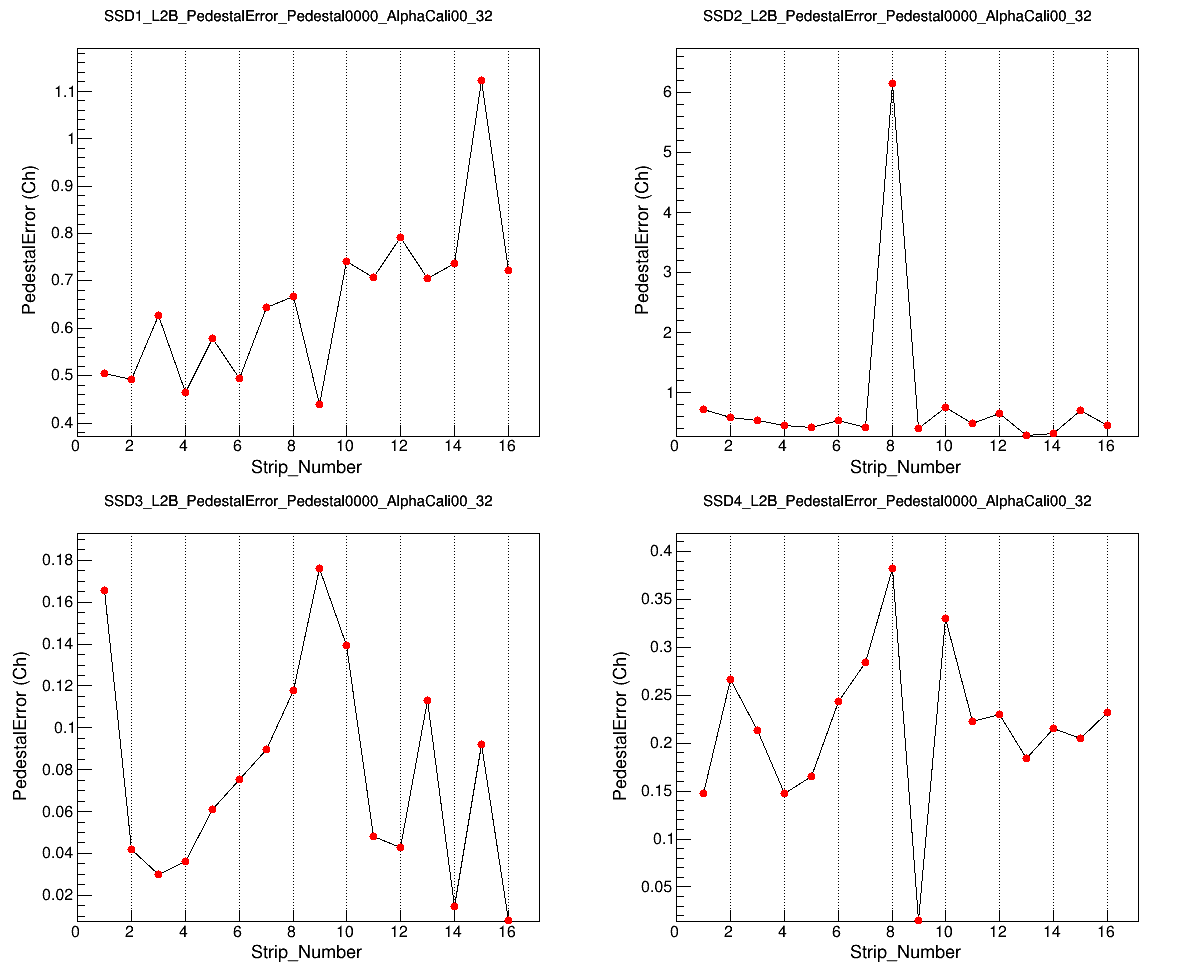 SSD1_L2B_PedestalError_Pedestal0000_AlphaCali00_32
PedestalError (Ch)
1.1
1
0.9
0.8
0.7
0.6
0.5
0.4
0 2 4 6 8 10 12 14 16
Strip_Number
SSD2_L2B_PedestalError_Pedestal0000_AlphaCali00_32
PedestalError (Ch)
6
5
4
3
2
1
0 2 4 6 8 10 12 14 16
Strip_Number
SSD3_L2B_PedestalError_Pedestal0000_AlphaCali00_32
PedestalError (Ch)
0.18
0.16
0.14
0.12
0.1
0.08
0.06
0.04
0.02
0 2 4 6 8 10 12 14 16
Strip_Number
SSD4_L2B_PedestalError_Pedestal0000_AlphaCali00_32
PedestalError (Ch)
0.4
0.35
0.3
0.25
0.2
0.15
0.1
0.05
0 2 4 6 8 10 12 14 16
Strip_Number